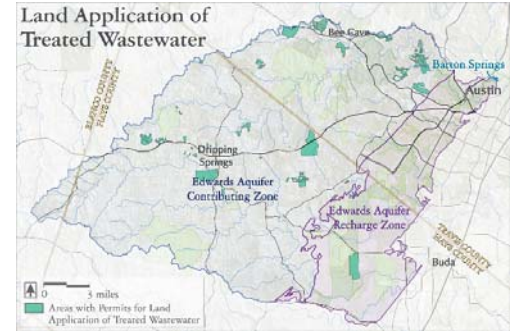 Land Application of
Treated Wastewater
Bee Cave
Barton Springs
Austin
BLANCO COUNTY
HAYS COUNTY
Dripping
Springs
Edwards Aquifer
Contributing Zone
Edwards Aquifer
Recharge Zone
TRAVIS COUNTY
HAYS COUNTY
Buda
0 3 miles
Areas with Permits for Land
Application of Treated Wastewater